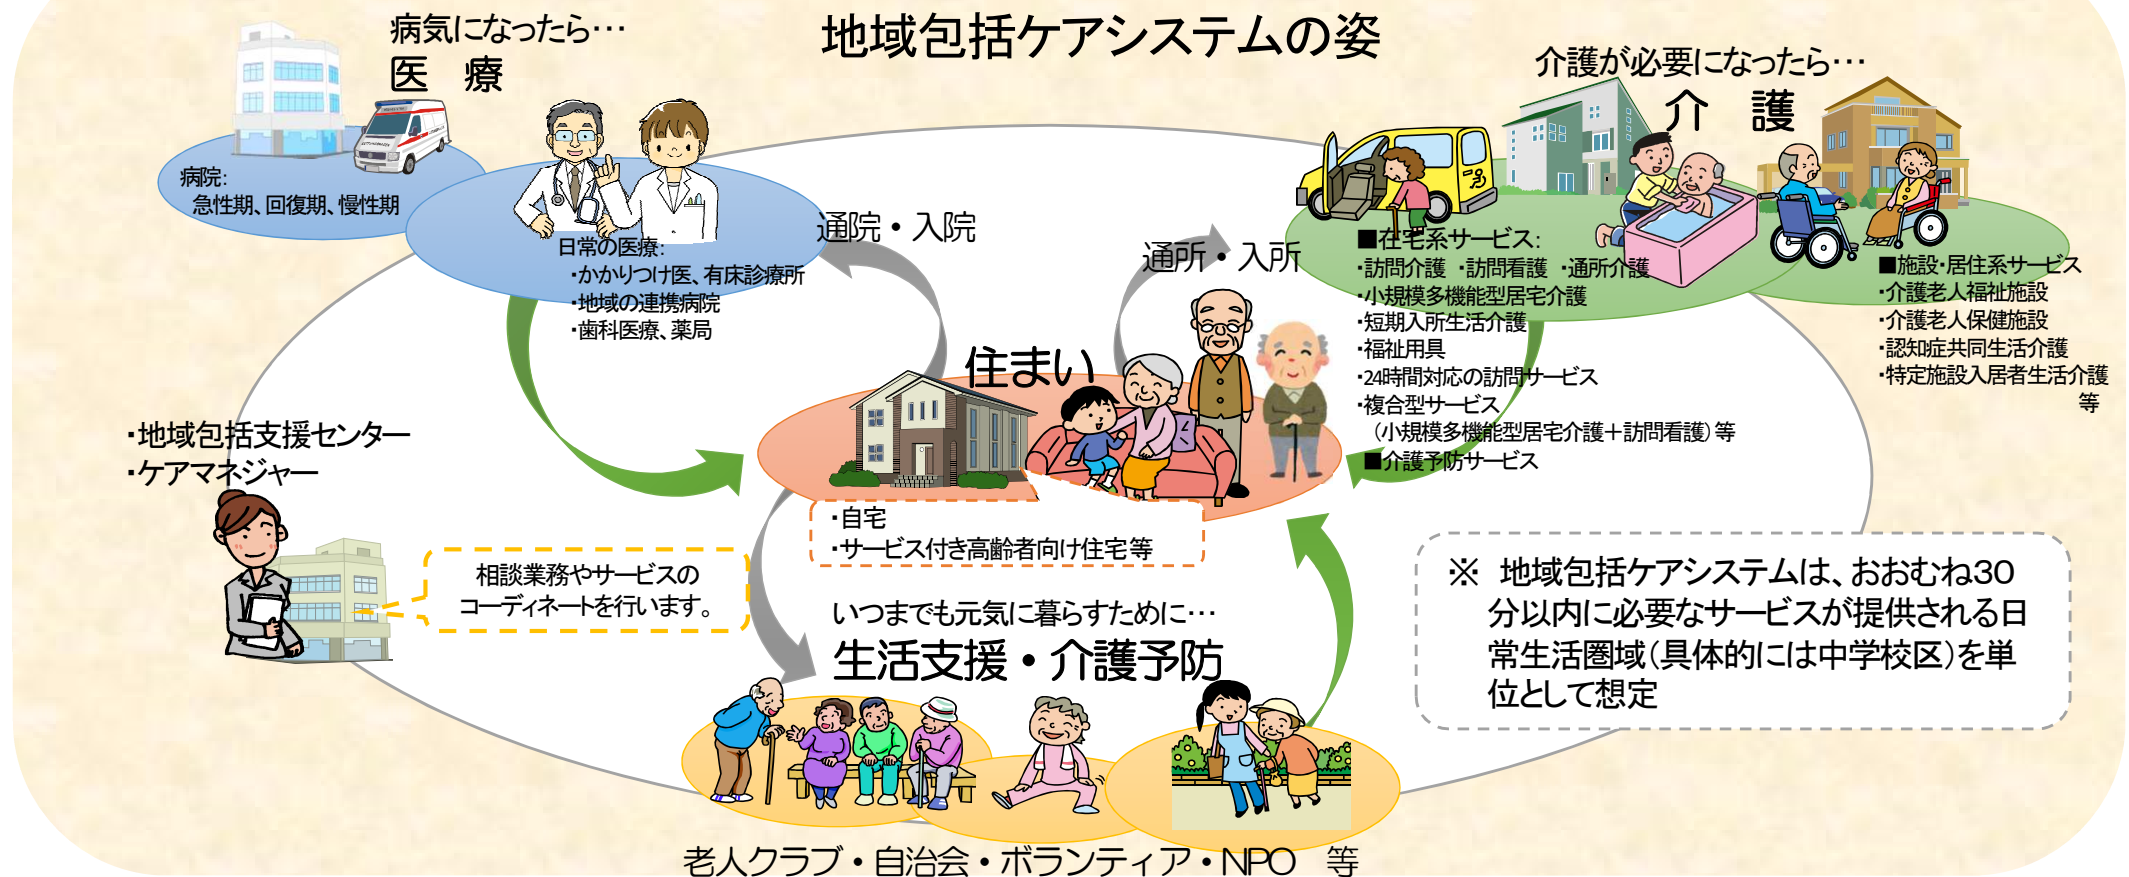 地域包括ケアシステムの姿
病気になったら…
医 療
病院:
急性期、回復期、慢性期
日常の医療:
・かかりつけ医、有床診療所
・地域の連携病院
・歯科医療、薬局
通院・入院
通所・入所
介護が必要になったら…
介 護
■在宅系サービス:
・訪問介護 ・訪問看護 ・通所介護
・小規模多機能型居宅介護
・短期入所生活介護
・福祉用具
・24時間対応の訪問サービス
・複合型サービス
（小規模多機能型居宅介護＋訪問看護）等
■介護予防サービス
■施設・居住系サービス
・介護老人福祉施設
・介護老人保健施設
・認知症共同生活介護
・特定施設入居者生活介護
等
住まい
・自宅
・サービス付き高齢者向け住宅等
・地域包括支援センター
・ケアマネジャー
相談業務やサービスの
コーディネートを行います。
いつまでも元気に暮らすために…
生活支援・介護予防
老人クラブ・自治会・ボランティア・NPO 等
※ 地域包括ケアシステムは、おおむね30
分以内に必要なサービスが提供される日
常生活圏域（具体的には中学校区）を単
位として想定